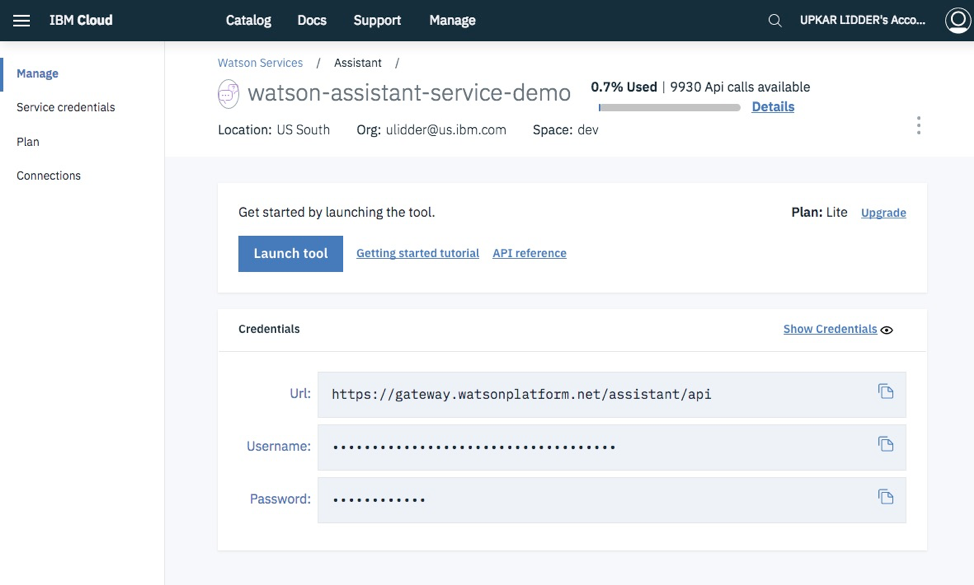 IBM Cloud Catalog Docs Support Manage UPKAR LIDDER's Acco...
Manage
Service credentials
Plan
Connections
Watson Services / Assistant /
watson-assistant-service-demo
0.7% Used | 9930 Api calls available
Details
Location: US South Org: ulidder@us.ibm.com Space: dev
Get started by launching the tool.
Plan: Lite Upgrade
Launch tool Getting started tutorial API reference
Credentials
Show Credentials
Url: https://gateway.watsonplatform.net/assistant/api
Username: ••••••••••••••••••••••••••••••••••••
Password: ••••••••••••